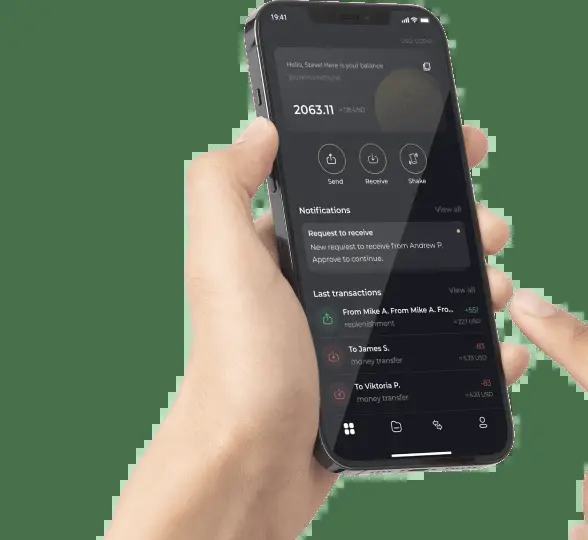 19:41
Hello, Steve! Here is your balance
2063.11
Send Receive Shake
Notifications View all
Request to receive
New request to receive from Andrew P.
Approve to continue.
Last transactions View all
From Mike A. From Mike A. Fro...
replenishment
To James S. -83
money transfer
To Viktoria P. -83
money transfer